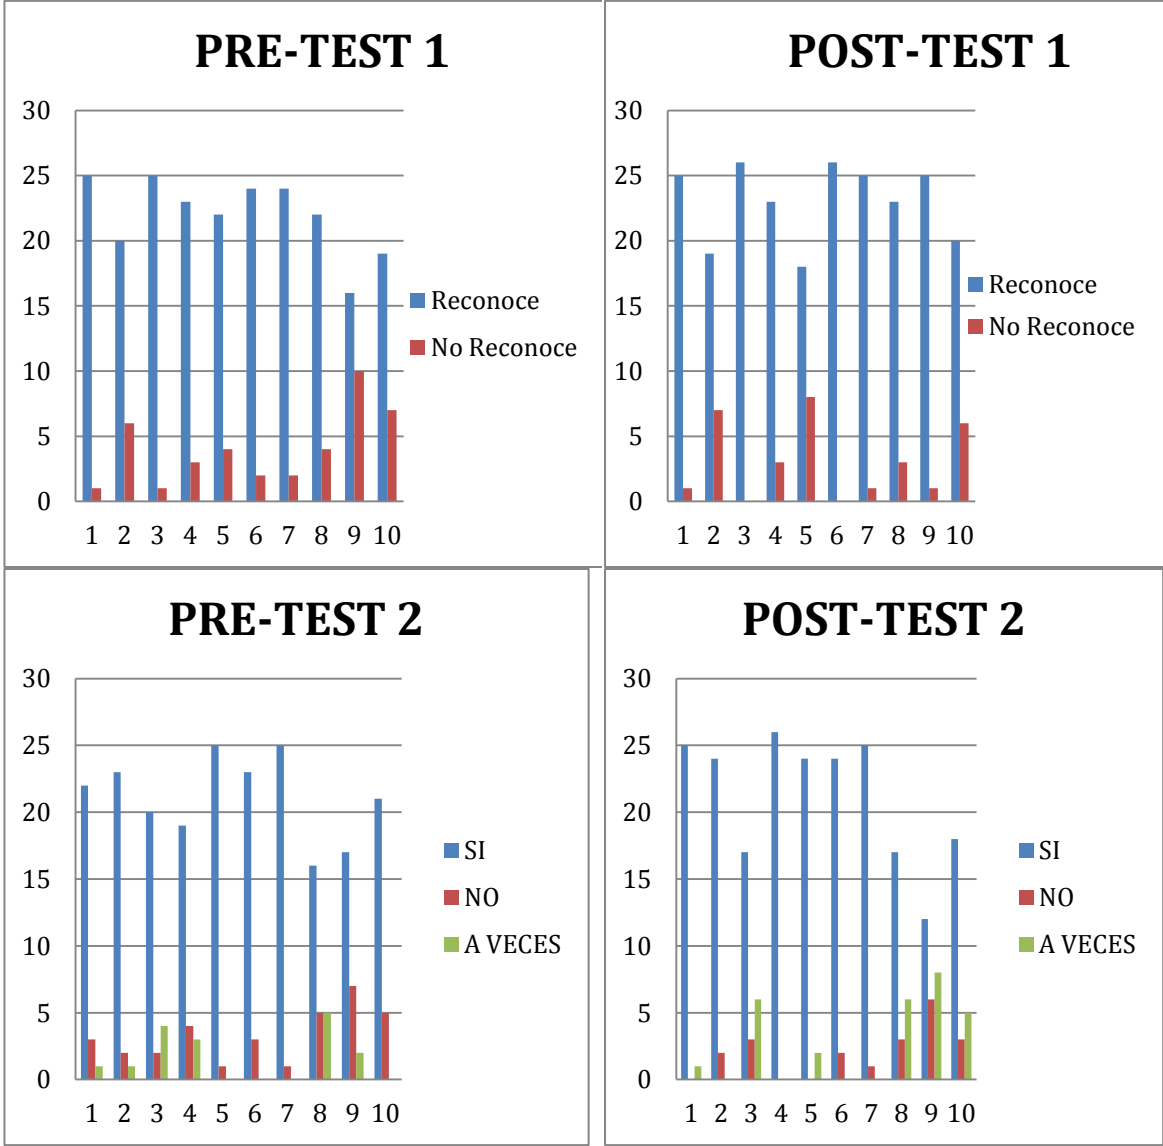 PRE-TEST 1
30
25
20
15
10
5
0
1 2 3 4 5 6 7 8 9 10
Reconoce
No Reconoce
POST-TEST 1
30
25
20
15
10
5
0
1 2 3 4 5 6 7 8 9 10
Reconoce
No Reconoce
PRE-TEST 2
30
25
20
15
10
5
0
1 2 3 4 5 6 7 8 9 10
SI
NO
A VECES
POST-TEST 2
30
25
20
15
10
5
0
1 2 3 4 5 6 7 8 9 10
SI
NO
A VECES